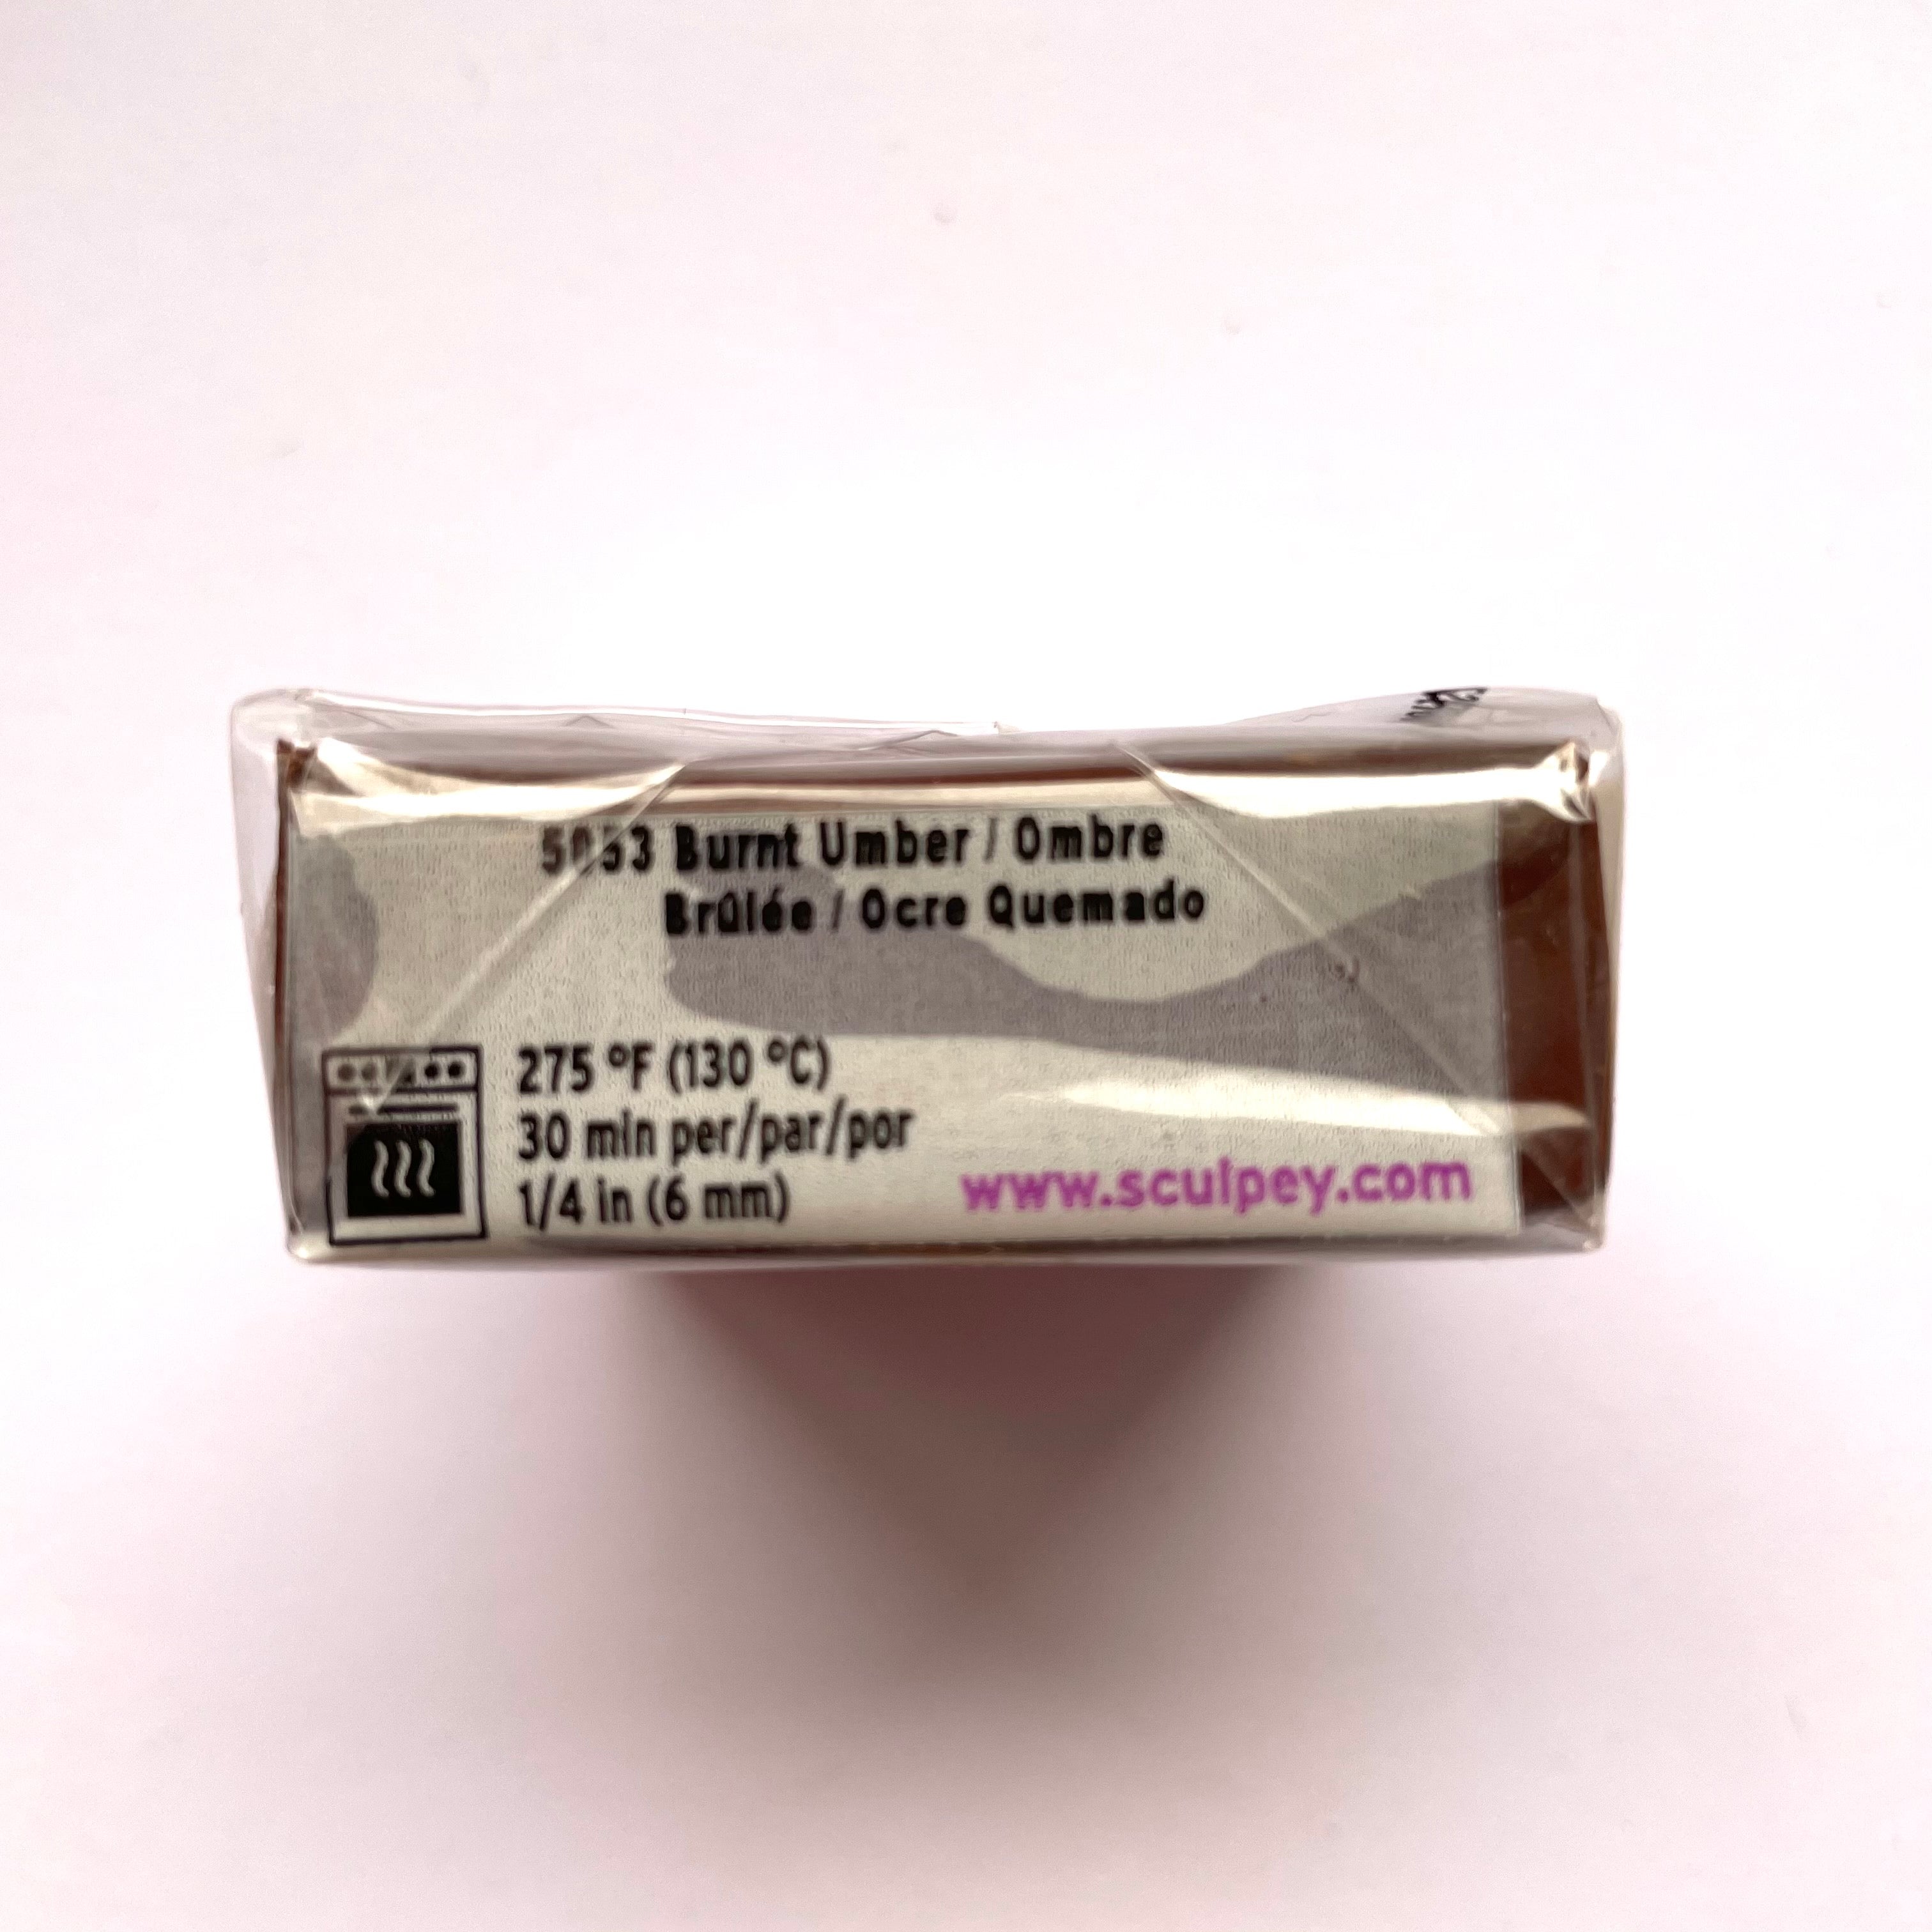 5053 Burnt Umber / Ombre
Brûlée / Ocre Quemado
275 °F (130 °C)
30 min per/par/por
1/4 in (6 mm)
www.sculpey.com